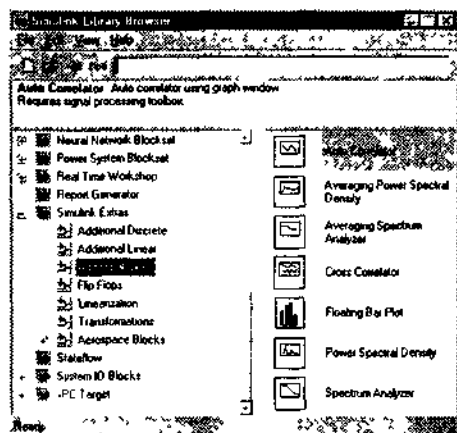 Simulink Library Browser
File Edit View Help
Auto Correlator Auto correlator using graph window
Requires signal processing toolbox
Neural Network Blockset
Power System Blockset
Real Time Workshop
Report Generator
Simulink Extras
Additional Discrete
Additional Linear
Flip Flops
Linearization
Transformations
Aerospace Blocks
Stateflow
System ID Blocks
xPC Target
Auto Correlator
Averaging Power Spectral
Density
Averaging Spectrum
Analyzer
Cross Correlator
Floating Bar Plot
Power Spectral Density
Spectrum Analyzer
Ready